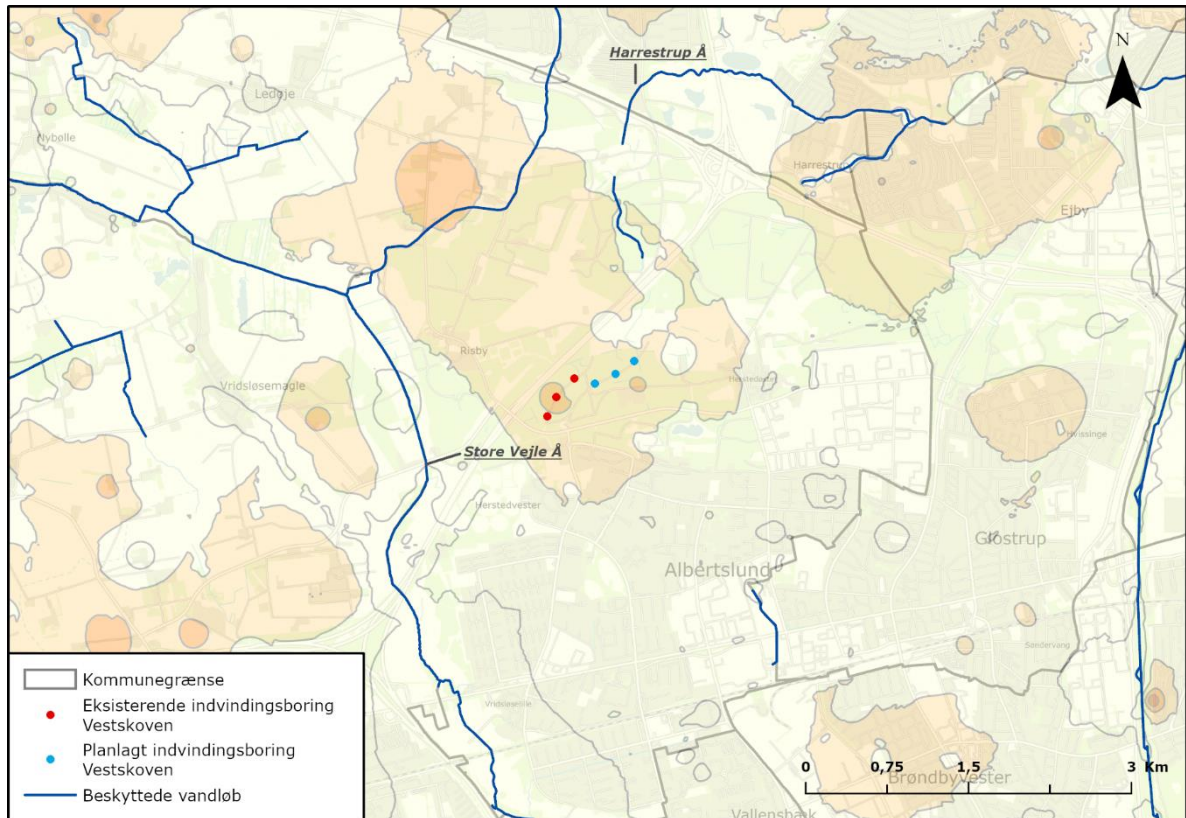 Harrestrup Å
N
Ledøje
Nybølle
Harrestrup
Ejby
Risby
Vridsløsemagle
Herstedøster
Hvissinge
Store Vejle Å
Herstedvester
Glostrup
Albertslund
Søndervang
Vridsløselille
Brøndbyvester
Vallensbæk
Kommunegrænse
Eksisterende indvindingsboring
Vestskoven
Planlagt indvindingsboring
Vestskoven
Beskyttede vandløb
0 0,75 1,5 3 Km